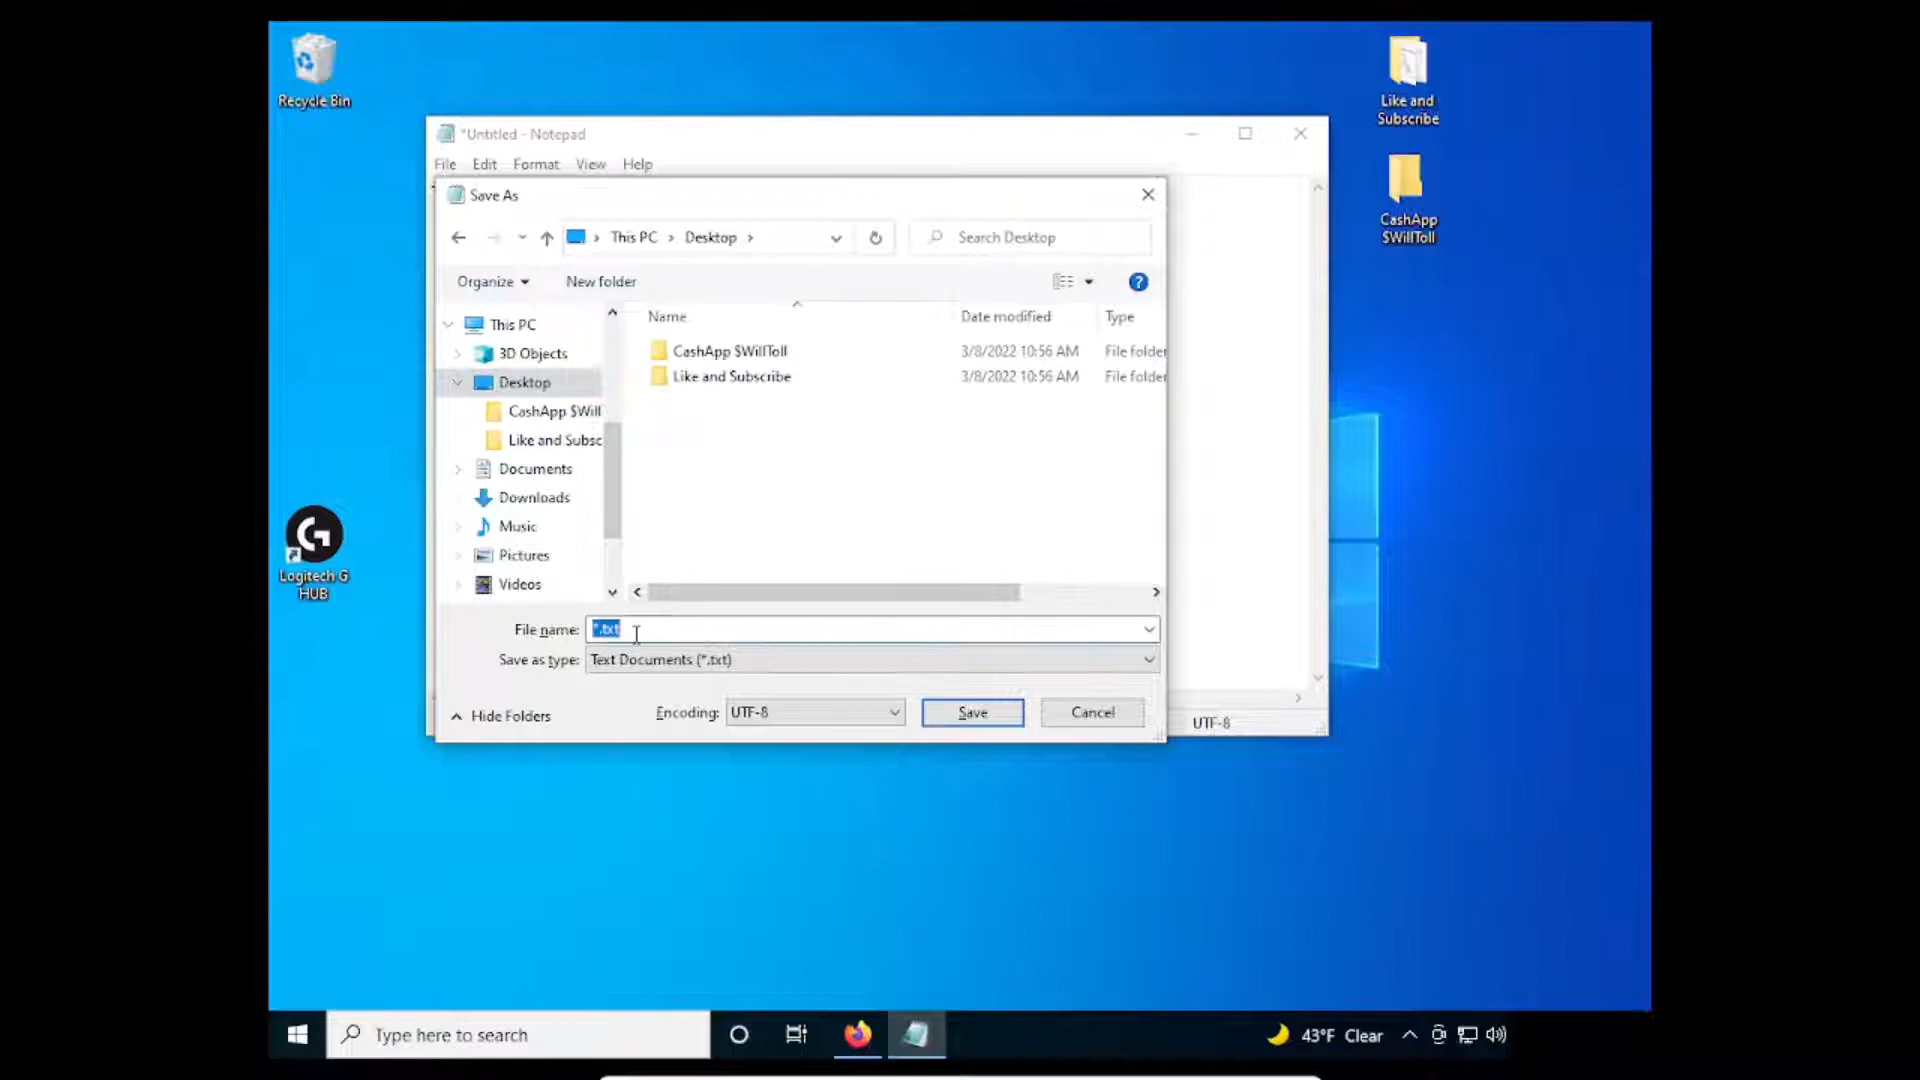 Recycle Bin
Like and
Subscribe
CashApp
$WillToll
Logitech G
HUB
*Untitled - Notepad
File Edit Format View Help
Save As
This PC > Desktop >
Search Desktop
Organize
New folder
This PC
3D Objects
Desktop
CashApp $Will
Like and Subsc
Documents
Downloads
Music
Pictures
Videos
Name Date modified Type
CashApp $WillToll 3/8/2022 10:56 AM File folder
Like and Subscribe 3/8/2022 10:56 AM File folder
File name: *.txt
Save as type: Text Documents (*.txt)
Hide Folders
Encoding: UTF-8
Save
Cancel
UTF-8
Type here to search
43°F Clear